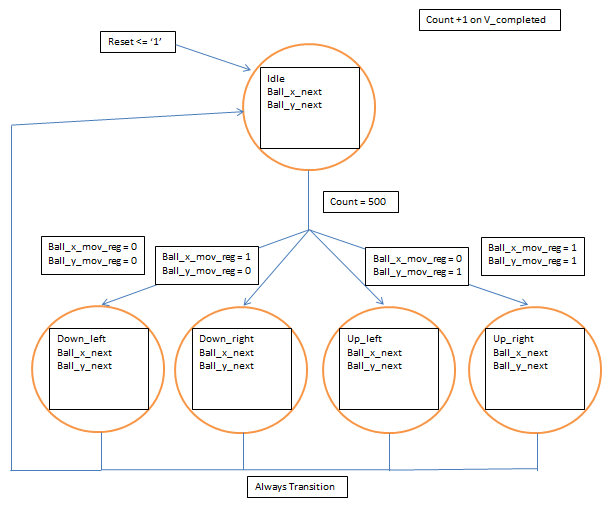 Count +1 on V_completed
Reset <= ‘1’
Idle
Ball_x_next
Ball_y_next
Count = 500
Ball_x_mov_reg = 0
Ball_y_mov_reg = 0
Ball_x_mov_reg = 1
Ball_y_mov_reg = 0
Ball_x_mov_reg = 0
Ball_y_mov_reg = 1
Ball_x_mov_reg = 1
Ball_y_mov_reg = 1
Down_left
Ball_x_next
Ball_y_next
Down_right
Ball_x_next
Ball_y_next
Up_left
Ball_x_next
Ball_y_next
Up_right
Ball_x_next
Ball_y_next
Always Transition